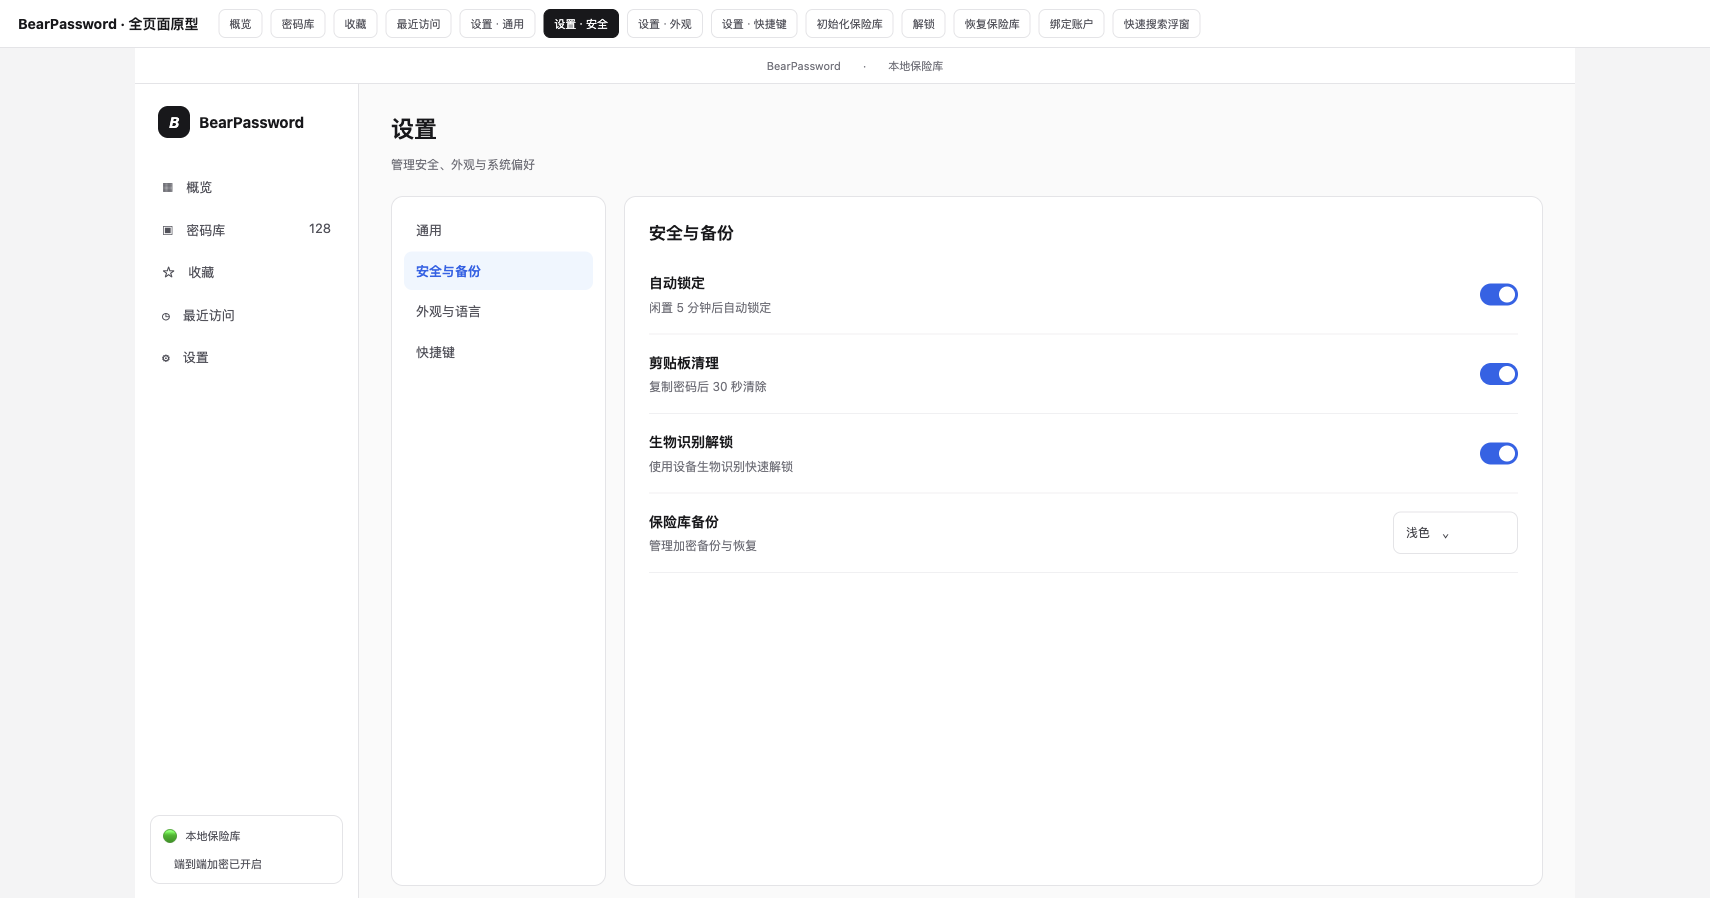 BearPassword · 全页面原型
概览
密码库
收藏
最近访问
设置 · 通用
设置 · 安全
设置 · 外观
设置 · 快捷键
初始化保险库
解锁
恢复保险库
绑定账户
快速搜索浮窗
BearPassword · 本地保险库
B BearPassword
概览
密码库 128
收藏
最近访问
设置
本地保险库
端到端加密已开启
设置
管理安全、外观与系统偏好
通用
安全与备份
外观与语言
快捷键
安全与备份
自动锁定
闲置 5 分钟后自动锁定
剪贴板清理
复制密码后 30 秒清除
生物识别解锁
使用设备生物识别快速解锁
保险库备份
管理加密备份与恢复
浅色